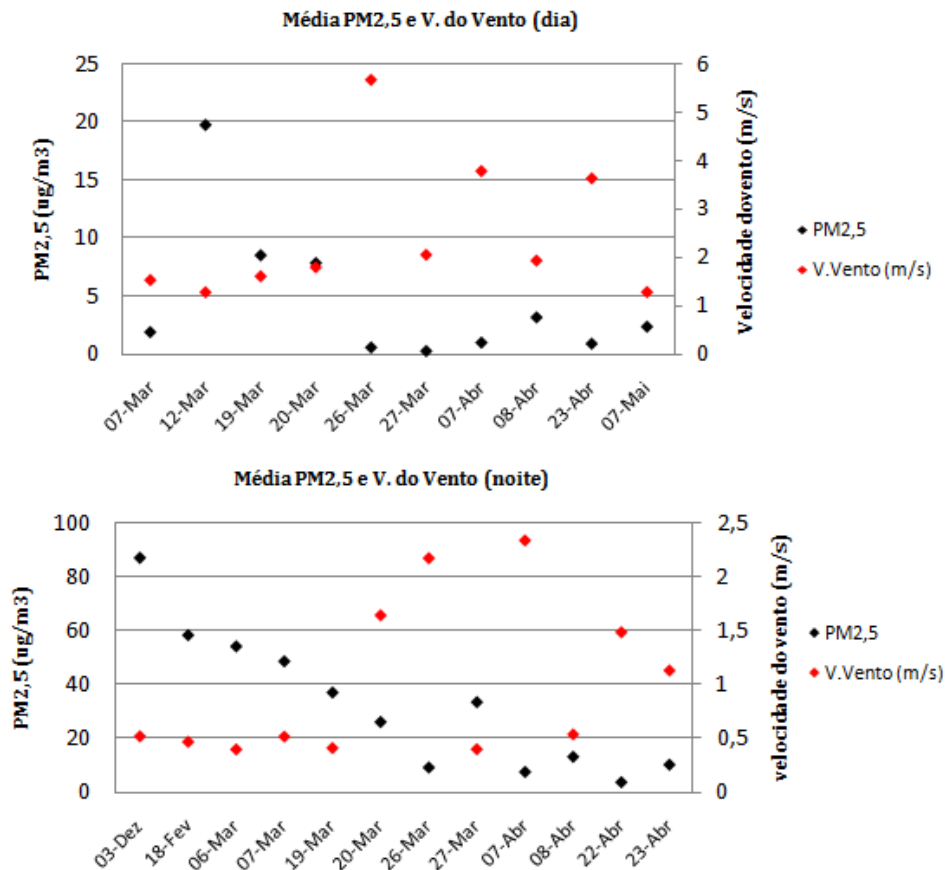 Média PM2,5 e V. do Vento (dia)
25
20
15
10
5
0
PM2,5 (ug/m3)
6
5
4
3
2
1
0
Velocidade dovento (m/s)
07-Mar
12-Mar
19-Mar
20-Mar
26-Mar
27-Mar
07-Abr
08-Abr
23-Abr
07-Mai
PM2,5
V.Vento (m/s)
Média PM2,5 e V. do Vento (noite)
100
80
60
40
20
0
PM2,5 (ug/m3)
2,5
2
1,5
1
0,5
0
velocidade do vento (m/s)
03-Dez
18-Fev
06-Mar
07-Mar
19-Mar
20-Mar
26-Mar
27-Mar
07-Abr
08-Abr
22-Abr
23-Abr
PM2,5
V.Vento (m/s)